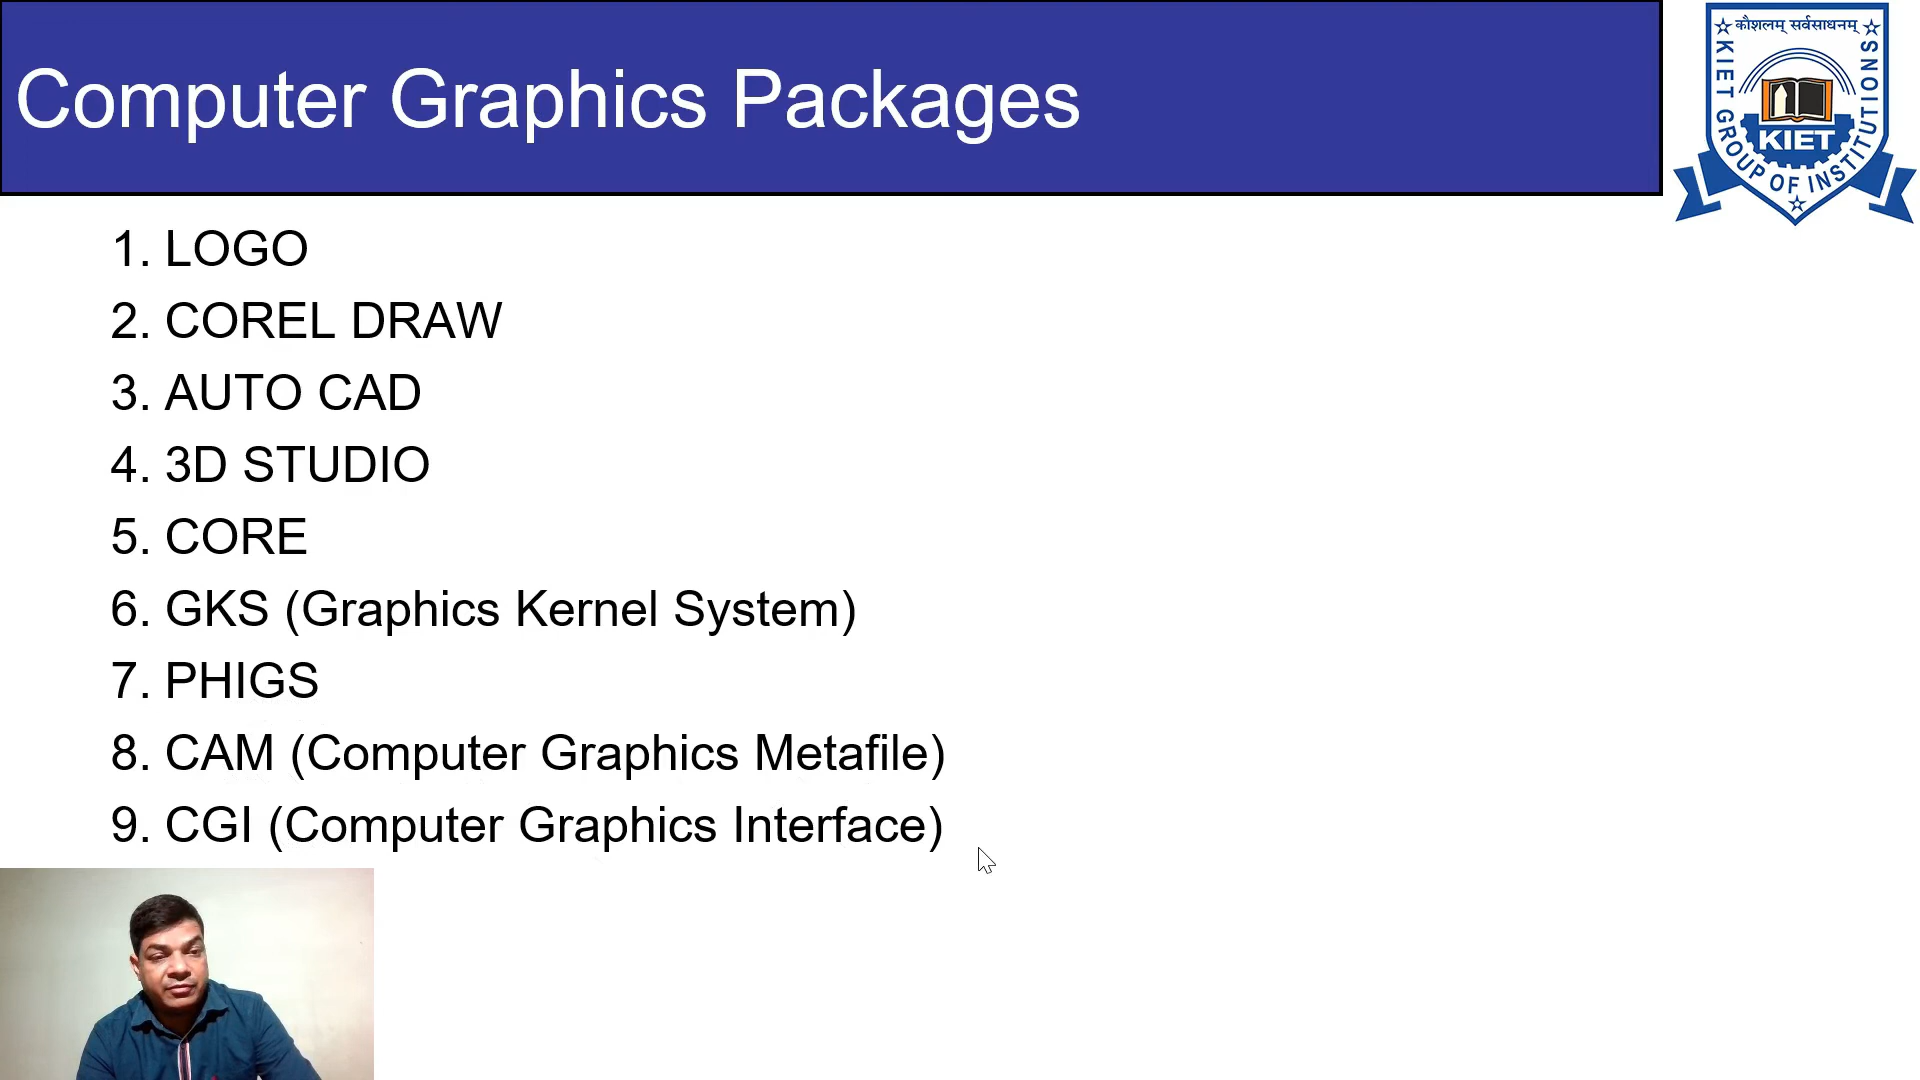 Computer Graphics Packages
कौशलम् सर्वसाधनम्
KIET GROUP OF INSTITUTIONS
KIET
1. LOGO
2. COREL DRAW
3. AUTO CAD
4. 3D STUDIO
5. CORE
6. GKS (Graphics Kernel System)
7. PHIGS
8. CAM (Computer Graphics Metafile)
9. CGI (Computer Graphics Interface)